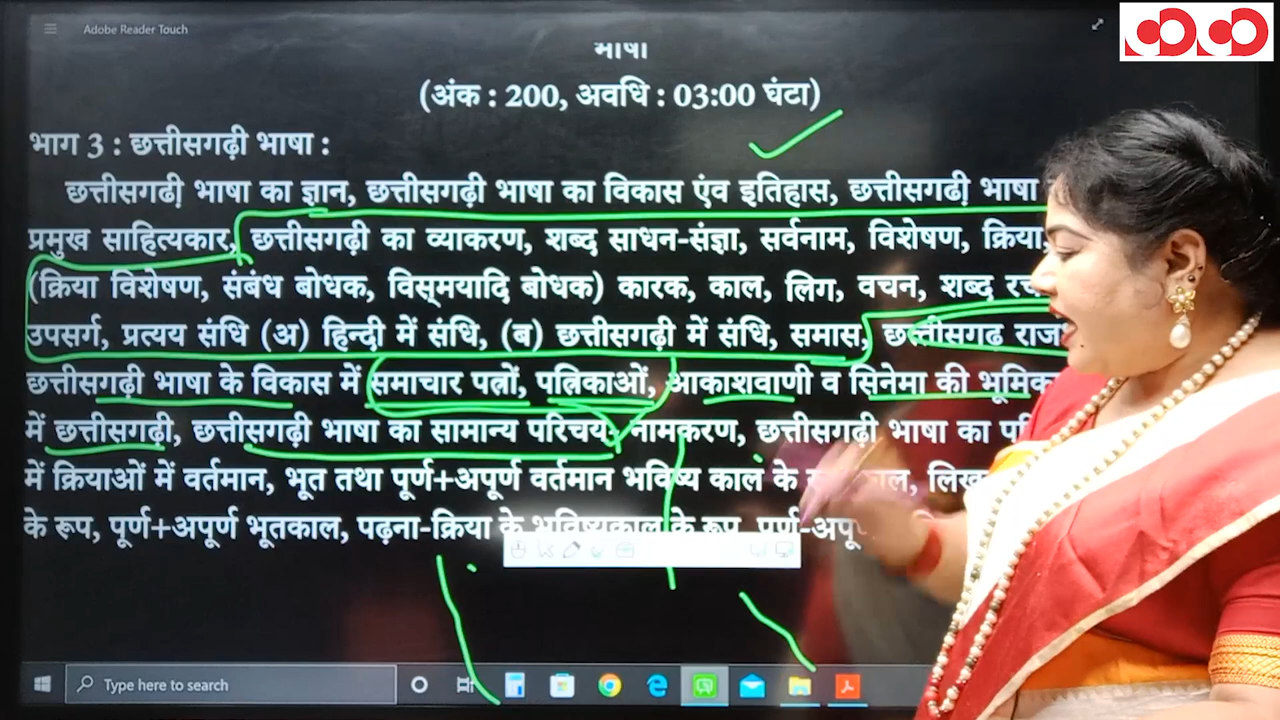 Adobe Reader Touch
भाषा
(अंक : 200, अवधि : 03:00 घंटा)
भाग 3 : छत्तीसगढ़ी भाषा :
छत्तीसगढी़ भाषा का ज्ञान, छत्तीसगढ़ी भाषा का विकास एंव इतिहास, छत्तीसगढी़ भाषा
प्रमुख साहित्यकार, छत्तीसगढ़ी का व्याकरण, शब्द साधन-संज्ञा, सर्वनाम, विशेषण, क्रिया,
(क्रिया विशेषण, संबंध बोधक, विस्मयादि बोधक) कारक, काल, लिग, वचन, शब्द
उपसर्ग, प्रत्यय संधि (अ) हिन्दी में संधि, (ब) छत्तीसगढ़ी में संधि, समास, छत्तीसगढ़
छत्तीसगढ़ी भाषा के विकास में समाचार पत्रों, पत्रिकाओं, आकाशवाणी व सिनेमा की
में छत्तीसगढ़ी, छत्तीसगढ़ी भाषा का सामान्य परिचय, नामकरण, छत्तीसगढ़ी भाषा का
में क्रियाओं में वर्तमान, भूत तथा पूर्ण+अपूर्ण वर्तमान भविष्य काल के
के रूप, पूर्ण+अपूर्ण भूतकाल, पढ़ना-क्रिया के भविष्यकाल के रूप, पूर्ण-
Type here to search